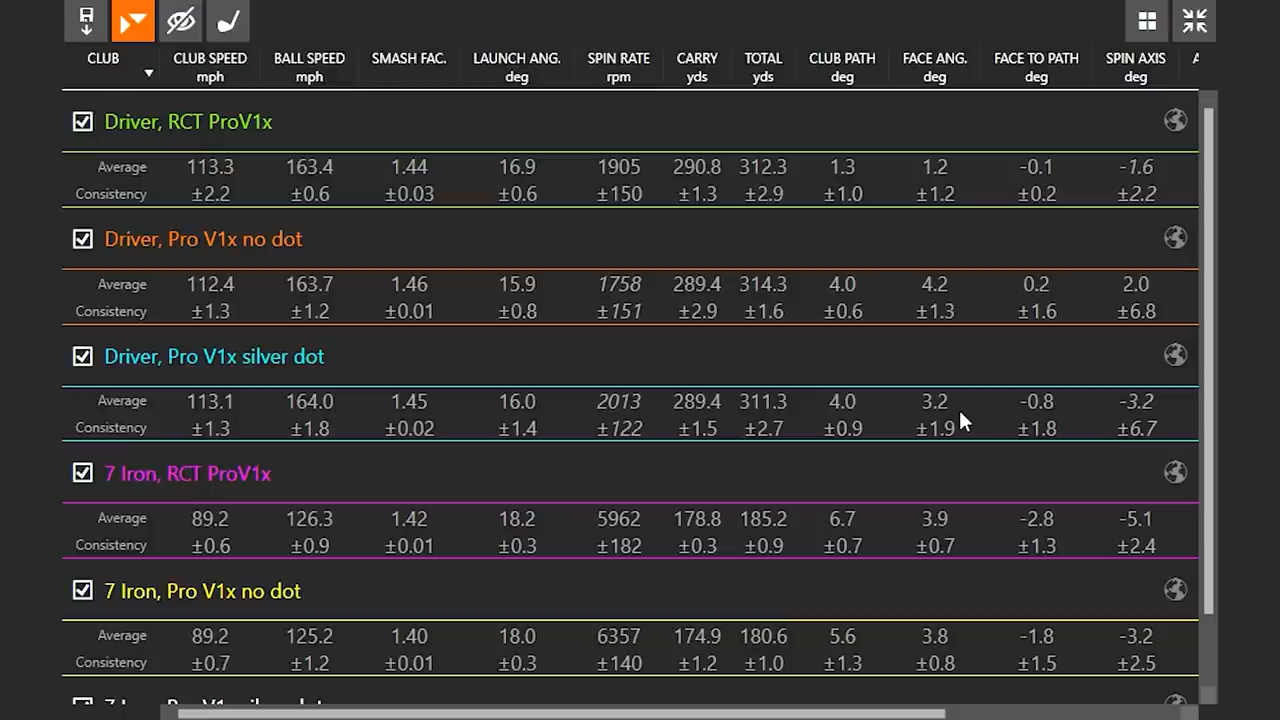 CLUB CLUB SPEED BALL SPEED SMASH FAC. LAUNCH ANG. SPIN RATE CARRY TOTAL CLUB PATH FACE ANG. FACE TO PATH SPIN AXIS
mph mph deg rpm yds yds deg deg deg deg
Driver, RCT ProV1x
Average 113.3 163.4 1.44 16.9 1905 290.8 312.3 1.3 1.2 -0.1 -1.6
Consistency ±2.2 ±0.6 ±0.03 ±0.6 ±150 ±1.3 ±2.9 ±1.0 ±1.2 ±0.2 ±2.2
Driver, Pro V1x no dot
Average 112.4 163.7 1.46 15.9 1758 289.4 314.3 4.0 4.2 0.2 2.0
Consistency ±1.3 ±1.2 ±0.01 ±0.8 ±151 ±2.9 ±1.6 ±0.6 ±1.3 ±1.6 ±6.8
Driver, Pro V1x silver dot
Average 113.1 164.0 1.45 16.0 2013 289.4 311.3 4.0 3.2 -0.8 -3.2
Consistency ±1.3 ±1.8 ±0.02 ±1.4 ±122 ±1.5 ±2.7 ±0.9 ±1.9 ±1.8 ±6.7
7 Iron, RCT ProV1x
Average 89.2 126.3 1.42 18.2 5962 178.8 185.2 6.7 3.9 -2.8 -5.1
Consistency ±0.6 ±0.9 ±0.01 ±0.3 ±182 ±0.3 ±0.9 ±0.7 ±0.7 ±1.3 ±2.4
7 Iron, Pro V1x no dot
Average 89.2 125.2 1.40 18.0 6357 174.9 180.6 5.6 3.8 -1.8 -3.2
Consistency ±0.7 ±1.2 ±0.01 ±0.3 ±140 ±1.2 ±1.0 ±1.3 ±0.8 ±1.5 ±2.5
7 Iron, Pro V1x silver dot